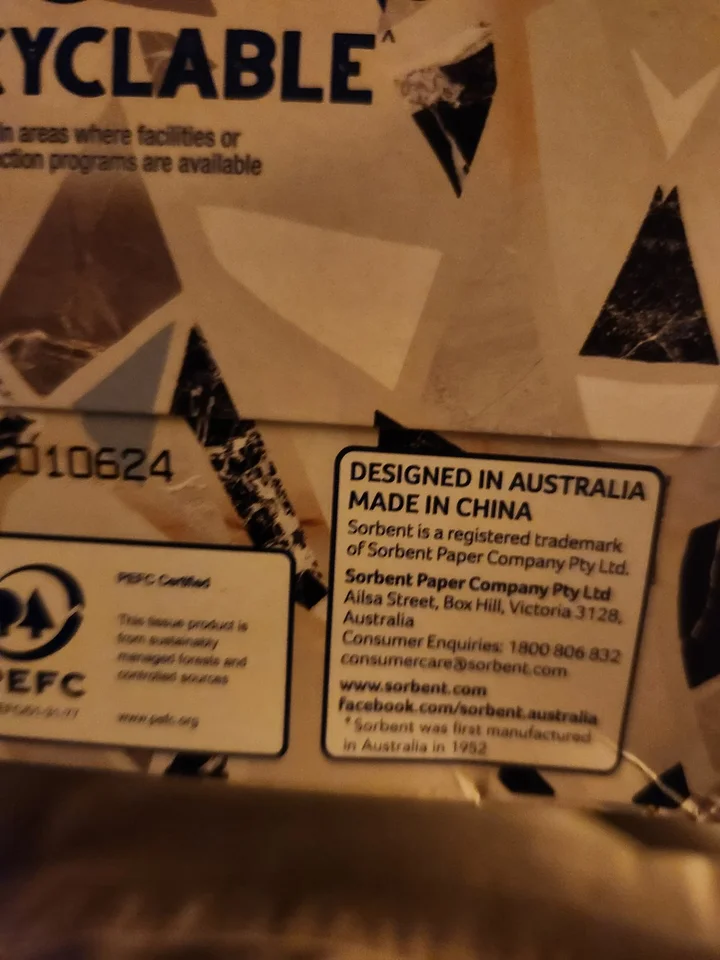 CYCLABLE^
In areas where facilities or
ction programs are available
010624
DESIGNED IN AUSTRALIA
MADE IN CHINA
Sorbent is a registered trademark
of Sorbent Paper Company Pty Ltd.
Sorbent Paper Company Pty Ltd
Ailsa Street, Box Hill, Victoria 3128,
Australia
Consumer Enquiries: 1800 806 832
consumercare@sorbent.com
www.sorbent.com
facebook.com/sorbent.australia
*Sorbent was first manufactured
in Australia in 1952
PEFC Certified
This tissue product is
from sustainably
managed forests and
controlled sources
www.pefc.org
PEFC